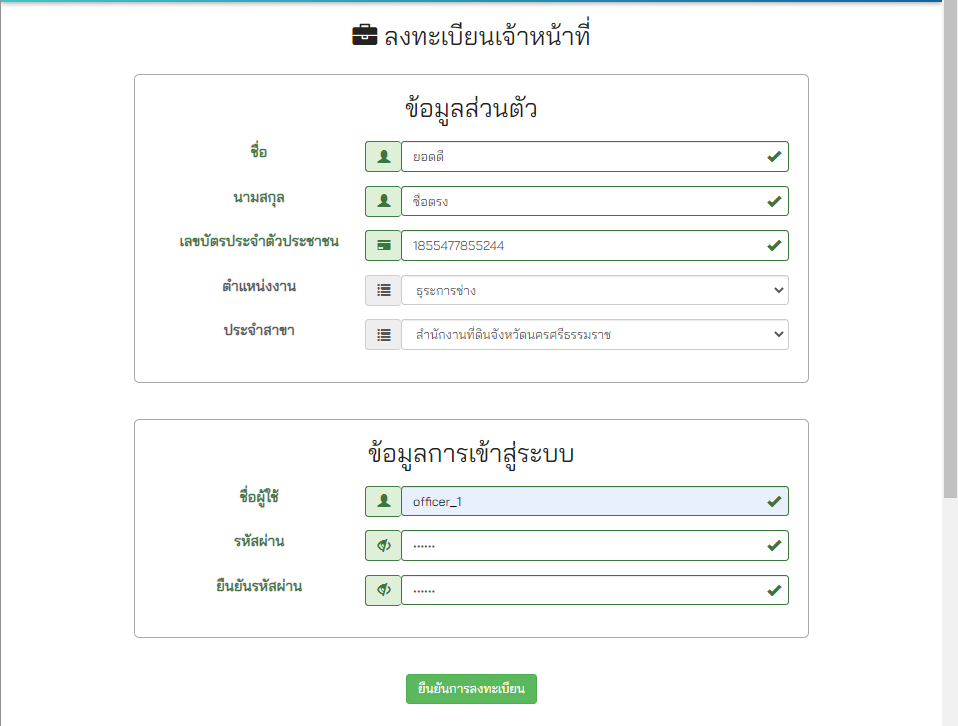 ลงทะเบียนเจ้าหน้าที่
ข้อมูลส่วนตัว
ชื่อ ยอดดี
นามสกุล ซื่อตรง
เลขบัตรประจำตัวประชาชน 1855477855244
ตำแหน่งงาน ธุระการช่าง
ประจำสาขา สำนักงานที่ดินจังหวัดนครศรีธรรมราช
ข้อมูลการเข้าสู่ระบบ
ชื่อผู้ใช้ officer_1
รหัสผ่าน ······
ยืนยันรหัสผ่าน ······
ยืนยันการลงทะเบียน